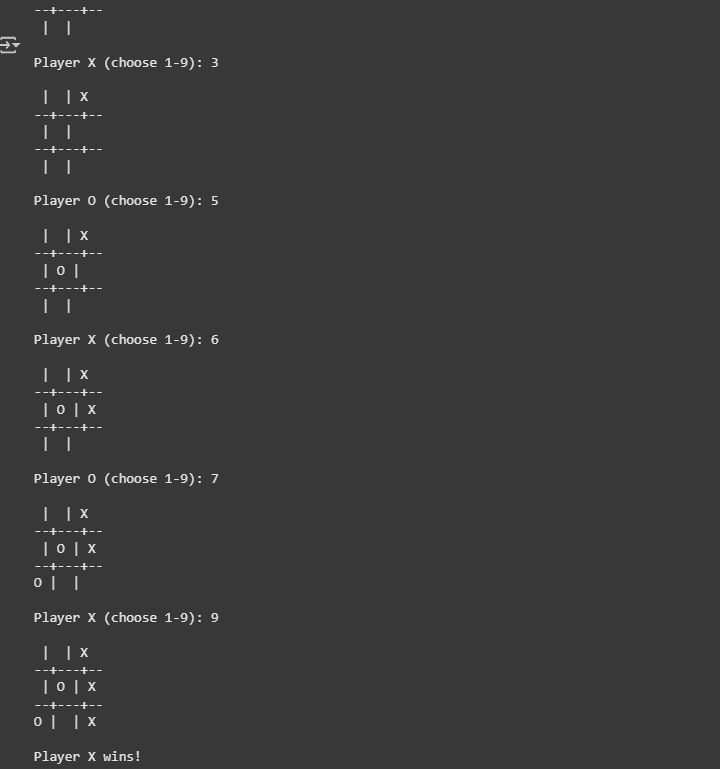 --+---+--
 |  |
Player X (choose 1-9): 3
 |  | X
--+---+--
 |  |
--+---+--
 |  |
Player O (choose 1-9): 5
 |  | X
--+---+--
 | O |
--+---+--
 |  |
Player X (choose 1-9): 6
 |  | X
--+---+--
 | O | X
--+---+--
 |  |
Player O (choose 1-9): 7
 |  | X
--+---+--
 | O | X
--+---+--
O |  |
Player X (choose 1-9): 9
 |  | X
--+---+--
 | O | X
--+---+--
O |  | X
Player X wins!